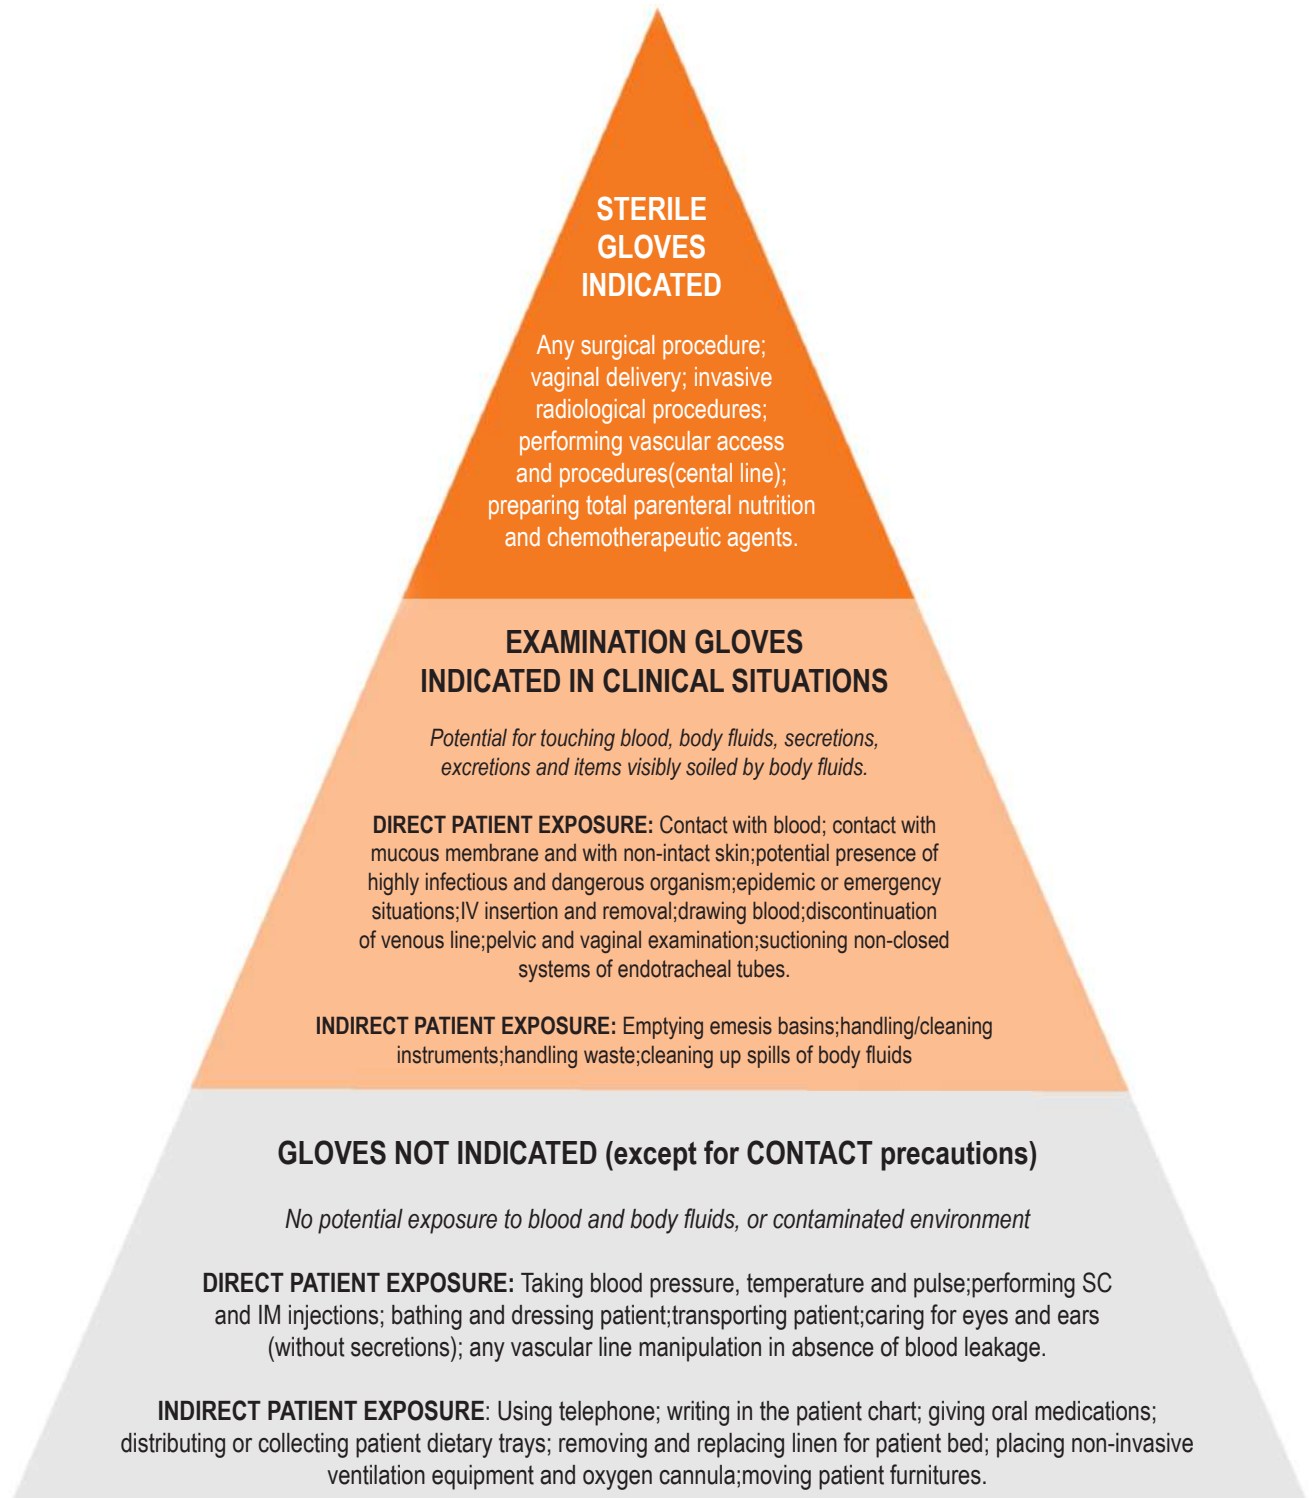 STERILE
GLOVES
INDICATED
Any surgical procedure;
vaginal delivery; invasive
radiological procedures;
performing vascular access
and procedures(cental line);
preparing total parenteral nutrition
and chemotherapeutic agents.
EXAMINATION GLOVES
INDICATED IN CLINICAL SITUATIONS
Potential for touching blood, body fluids, secretions,
excretions and items visibly soiled by body fluids.
DIRECT PATIENT EXPOSURE: Contact with blood; contact with
mucous membrane and with non-intact skin;potential presence of
highly infectious and dangerous organism;epidemic or emergency
situations;IV insertion and removal;drawing blood;discontinuation
of venous line;pelvic and vaginal examination;suctioning non-closed
systems of endotracheal tubes.
INDIRECT PATIENT EXPOSURE: Emptying emesis basins;handling/cleaning
instruments;handling waste;cleaning up spills of body fluids
GLOVES NOT INDICATED (except for CONTACT precautions)
No potential exposure to blood and body fluids, or contaminated environment
DIRECT PATIENT EXPOSURE: Taking blood pressure, temperature and pulse;performing SC
and IM injections; bathing and dressing patient;transporting patient;caring for eyes and ears
(without secretions); any vascular line manipulation in absence of blood leakage.
INDIRECT PATIENT EXPOSURE: Using telephone; writing in the patient chart; giving oral medications;
distributing or collecting patient dietary trays; removing and replacing linen for patient bed; placing non-invasive
ventilation equipment and oxygen cannula;moving patient furnitures.